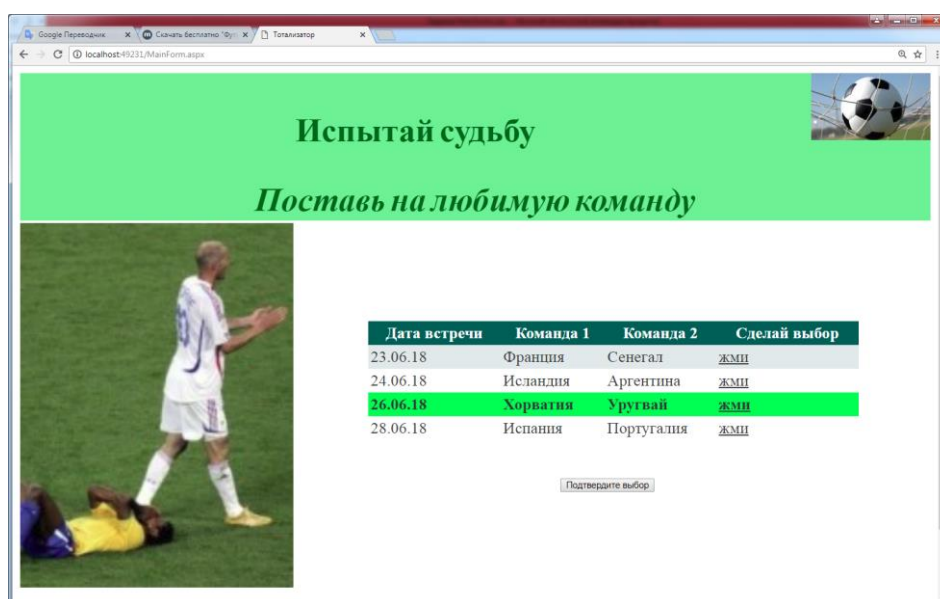 Google Переводчик
Скачать бесплатно "Фу
Тотализатор
localhost:49231/MainForm.aspx
Испытай судьбу
Поставь на любимую команду
Дата встречи Команда 1 Команда 2 Сделай выбор
23.06.18 Франция Сенегал жми
24.06.18 Исландия Аргентина жми
26.06.18 Хорватия Уругвай жми
28.06.18 Испания Португалия жми
Подтвердите выбор